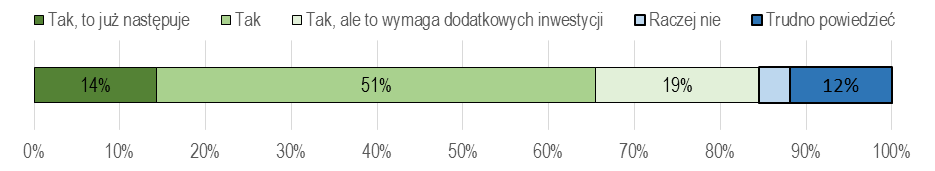 Tak, to już następuje Tak Tak, ale to wymaga dodatkowych inwestycji Raczej nie Trudno powiedzieć
14% 51% 19% 12%
0% 10% 20% 30% 40% 50% 60% 70% 80% 90% 100%